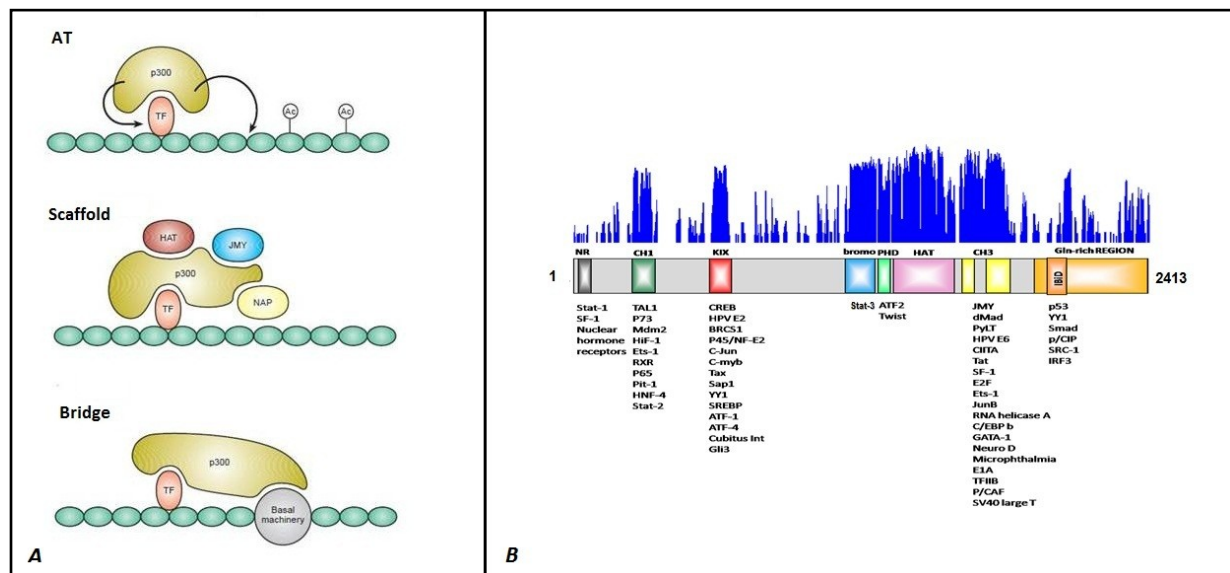 AT
p300
TF
Ac
Ac
Scaffold
HAT
JMY
p300
NAP
TF
Bridge
p300
TF
Basal
machinery
A
NR
CH1
KIX
bromo
PHD
HAT
CH3
Gln-rich REGION
1
IBiD
2413
Stat-1
SF-1
Nuclear
hormone
receptors
TAL1
P73
Mdm2
HiF-1
Ets-1
RXR
P65
Pit-1
HNF-4
Stat-2
CREB
HPV E2
BRCS1
P45/NF-E2
C-Jun
C-myb
Tax
Sap1
YY1
SREBP
ATF-1
ATF-4
Cubitus Int
Gli3
Stat-3
ATF2
Twist
JMY
dMad
PyLT
HPV E6
CIITA
Tat
SF-1
E2F
Ets-1
JunB
RNA helicase A
C/EBP b
GATA-1
Neuro D
Microphthalmia
E1A
TFIIB
P/CAF
SV40 large T
p53
YY1
Smad
p/CIP
SRC-1
IRF3
B